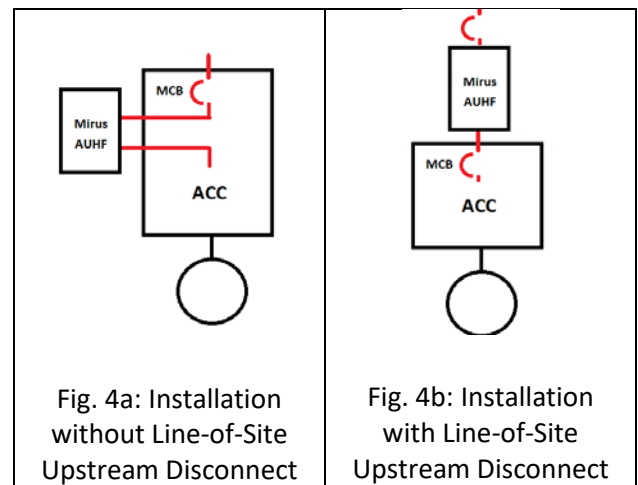 MCB
Mirus
AUHF
ACC
Fig. 4a: Installation
without Line-of-Site
Upstream Disconnect
Mirus
AUHF
MCB
ACC
Fig. 4b: Installation
with Line-of-Site
Upstream Disconnect